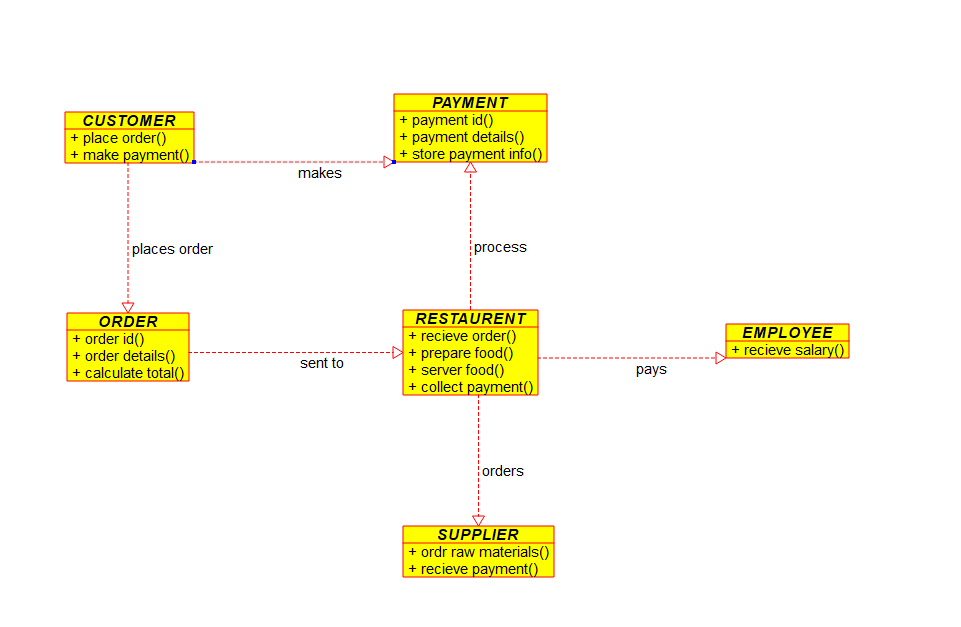 CUSTOMER
+ place order()
+ make payment()
PAYMENT
+ payment id()
+ payment details()
+ store payment info()
makes
places order
process
ORDER
+ order id()
+ order details()
+ calculate total()
sent to
RESTAURENT
+ recieve order()
+ prepare food()
+ server food()
+ collect payment()
pays
EMPLOYEE
+ recieve salary()
orders
SUPPLIER
+ ordr raw materials()
+ recieve payment()